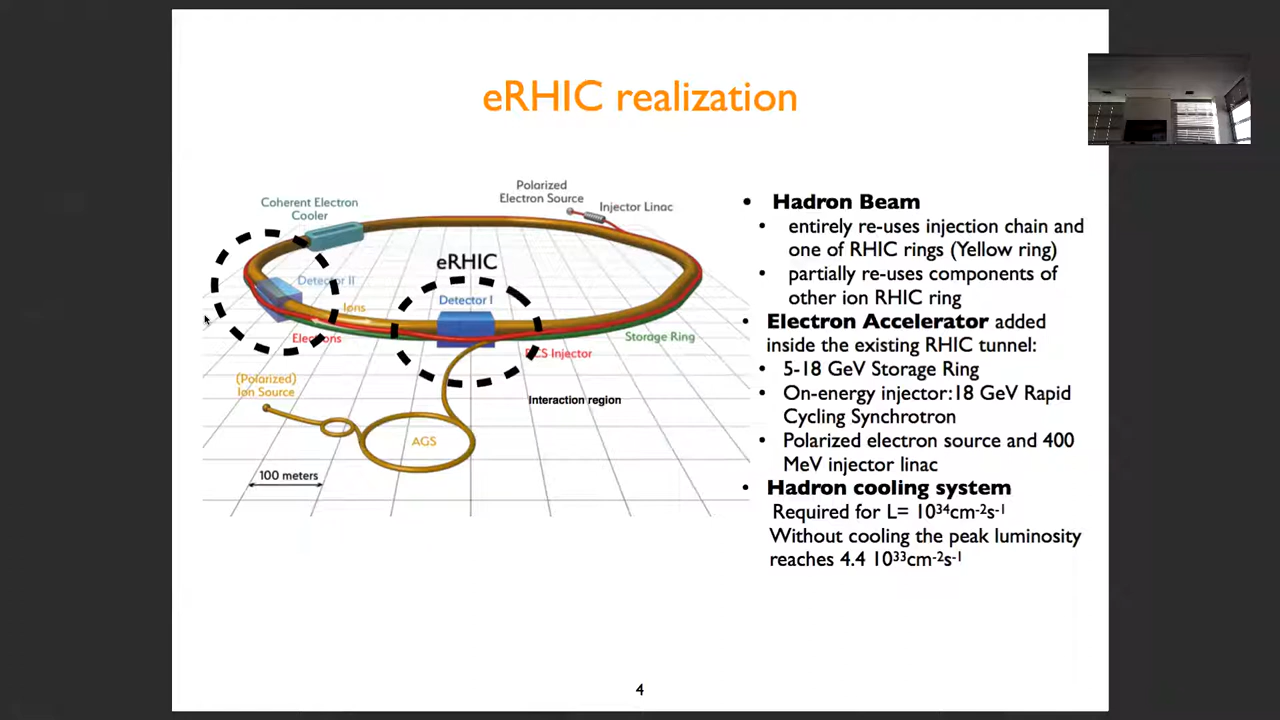 eRHIC realization
Polarized
Electron Source
Injector Linac
Coherent Electron
Cooler
eRHIC
Detector II
Detector I
Ions
Electrons
Storage Ring
Injector
(Polarized)
Ion Source
Interaction region
AGS
100 meters
• Hadron Beam
• entirely re-uses injection chain and
one of RHIC rings (Yellow ring)
• partially re-uses components of
other ion RHIC ring
• Electron Accelerator added
inside the existing RHIC tunnel:
• 5-18 GeV Storage Ring
• On-energy injector:18 GeV Rapid
Cycling Synchrotron
• Polarized electron source and 400
MeV injector linac
• Hadron cooling system
Required for L= 10³⁴cm⁻²s⁻¹
Without cooling the peak luminosity
reaches 4.4 10³³cm⁻²s⁻¹
4